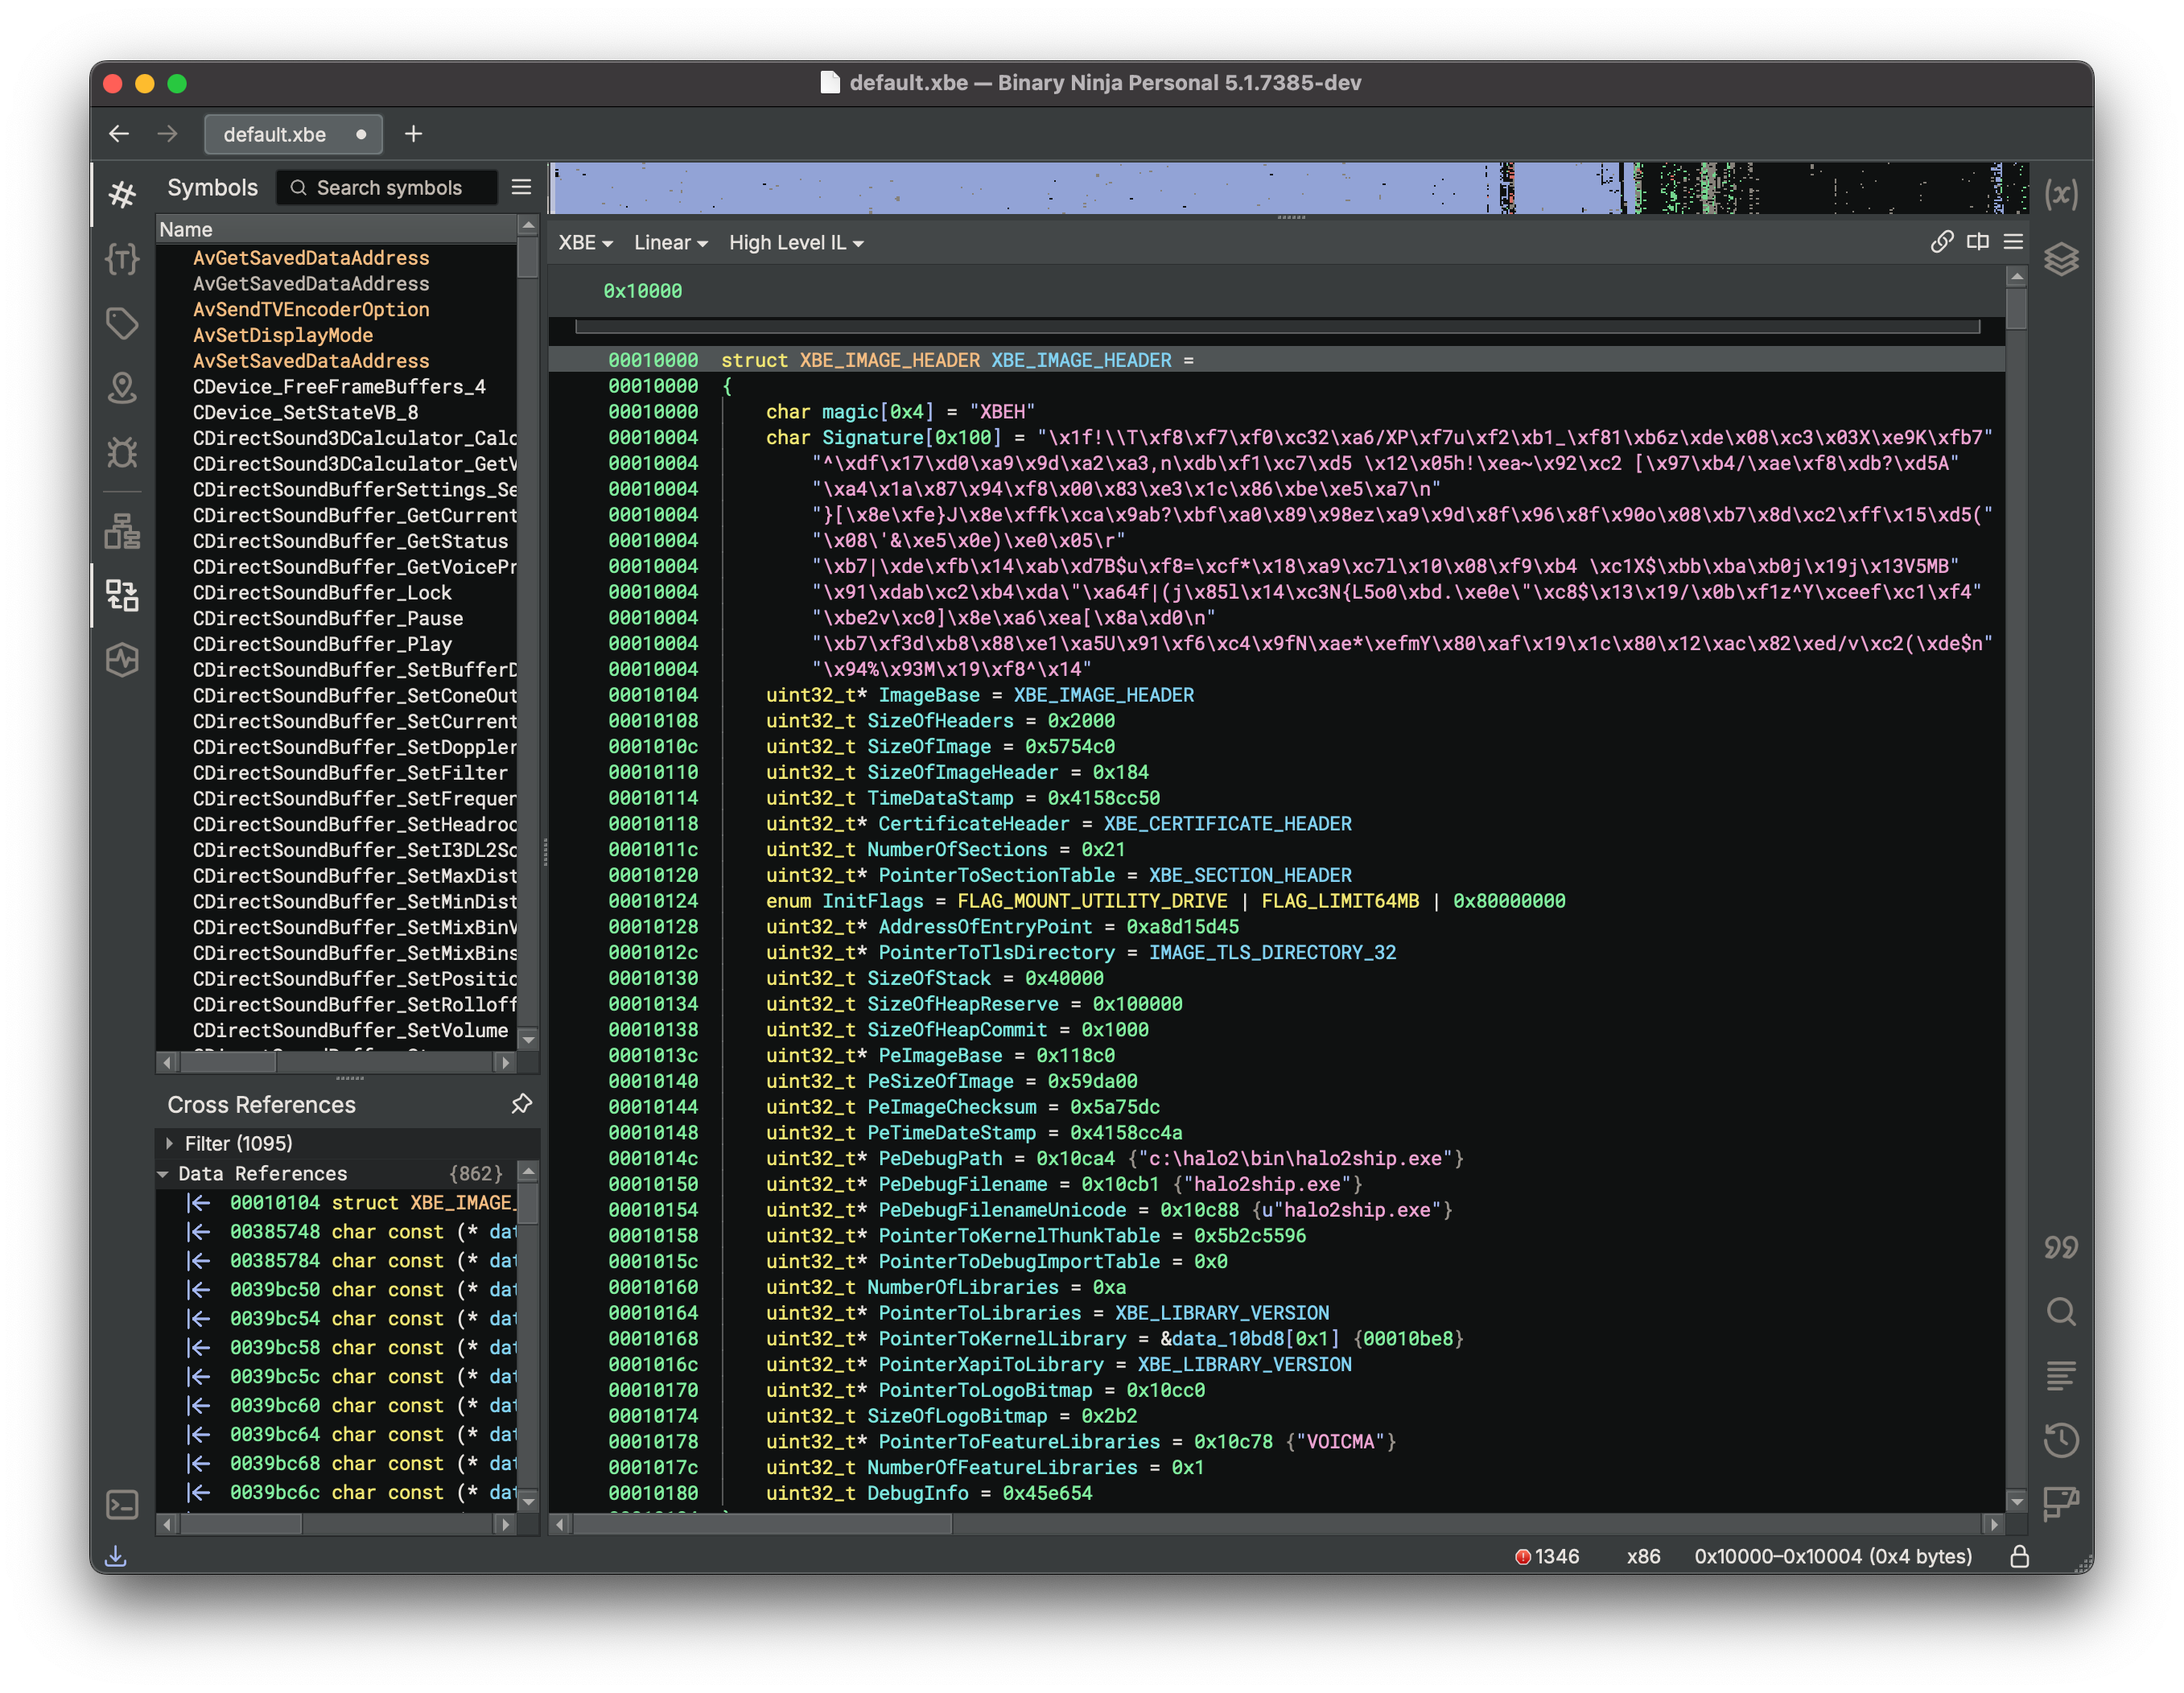 default.xbe — Binary Ninja Personal 5.1.7385-dev
default.xbe
Symbols
Search symbols
Name
AvGetSavedDataAddress
AvGetSavedDataAddress
AvSendTVEncoderOption
AvSetDisplayMode
AvSetSavedDataAddress
CDevice_FreeFrameBuffers_4
CDevice_SetStateVB_8
CDirectSound3DCalculator_Calc
CDirectSound3DCalculator_GetV
CDirectSoundBufferSettings_Se
CDirectSoundBuffer_GetCurrent
CDirectSoundBuffer_GetStatus
CDirectSoundBuffer_GetVoicePr
CDirectSoundBuffer_Lock
CDirectSoundBuffer_Pause
CDirectSoundBuffer_Play
CDirectSoundBuffer_SetBufferD
CDirectSoundBuffer_SetConeOut
CDirectSoundBuffer_SetCurrent
CDirectSoundBuffer_SetDoppler
CDirectSoundBuffer_SetFilter
CDirectSoundBuffer_SetFrequen
CDirectSoundBuffer_SetHeadroo
CDirectSoundBuffer_SetI3DL2So
CDirectSoundBuffer_SetMaxDist
CDirectSoundBuffer_SetMinDist
CDirectSoundBuffer_SetMixBinV
CDirectSoundBuffer_SetMixBins
CDirectSoundBuffer_SetPositio
CDirectSoundBuffer_SetRolloff
CDirectSoundBuffer_SetVolume
Cross References
Filter (1095)
Data References {862}
00010104 struct XBE_IMAGE_
00385748 char const (* dat
00385784 char const (* dat
0039bc50 char const (* dat
0039bc54 char const (* dat
0039bc58 char const (* dat
0039bc5c char const (* dat
0039bc60 char const (* dat
0039bc64 char const (* dat
0039bc68 char const (* dat
0039bc6c char const (* dat
XBE Linear High Level IL
0x10000
00010000 struct XBE_IMAGE_HEADER XBE_IMAGE_HEADER =
00010000 {
00010000 char magic[0x4] = "XBEH"
00010004 char Signature[0x100] = "\x1f!\\T\xf8\xf7\xf0\xc32\xa6/XP\xf7u\xf2\xb1_\xf81\xb6z\xde\x08\xc3\x03X\xe9K\xfb7"
00010004 "^\xdf\x17\xd0\xa9\x9d\xa2\xa3,n\xdb\xf1\xc7\xd5 \x12\x05h!\xea~\x92\xc2 [\x97\xb4/\xae\xf8\xdb?\xd5A"
00010004 "\xa4\x1a\x87\x94\xf8\x00\x83\xe3\x1c\x86\xbe\xe5\xa7\n"
00010004 "}[\x8e\xfe}J\x8e\xffk\xca\x9ab?\xbf\xa0\x89\x98ez\xa9\x9d\x8f\x96\x8f\x90o\x08\xb7\x8d\xc2\xff\x15\xd5("
00010004 "\x08\'&\xe5\x0e)\xe0\x05\r"
00010004 "\xb7|\xde\xfb\x14\xab\xd7B$u\xf8=\xcf*\x18\xa9\xc7l\x10\x08\xf9\xb4 \xc1X$\xbb\xba\xb0j\x19j\x13V5MB"
00010004 "\x91\xdab\xc2\xb4\xda\"\xa64f|(j\x85l\x14\xc3N{L5o0\xbd.\xe0e\"\xc8$\x13\x19/\x0b\xf1z^Y\xceef\xc1\xf4"
00010004 "\xbe2v\xc0]\x8e\xa6\xea[\x8a\xd0\n"
00010004 "\xb7\xf3d\xb8\x88\xe1\xa5U\x91\xf6\xc4\x9fN\xae*\xefmY\x80\xaf\x19\x1c\x80\x12\xac\x82\xed/v\xc2(\xde$n"
00010004 "\x94%\x93M\x19\xf8^\x14"
00010104 uint32_t* ImageBase = XBE_IMAGE_HEADER
00010108 uint32_t SizeOfHeaders = 0x2000
0001010c uint32_t SizeOfImage = 0x5754c0
00010110 uint32_t SizeOfImageHeader = 0x184
00010114 uint32_t TimeDataStamp = 0x4158cc50
00010118 uint32_t* CertificateHeader = XBE_CERTIFICATE_HEADER
0001011c uint32_t NumberOfSections = 0x21
00010120 uint32_t* PointerToSectionTable = XBE_SECTION_HEADER
00010124 enum InitFlags = FLAG_MOUNT_UTILITY_DRIVE | FLAG_LIMIT64MB | 0x80000000
00010128 uint32_t* AddressOfEntryPoint = 0xa8d15d45
0001012c uint32_t* PointerToTlsDirectory = IMAGE_TLS_DIRECTORY_32
00010130 uint32_t SizeOfStack = 0x40000
00010134 uint32_t SizeOfHeapReserve = 0x100000
00010138 uint32_t SizeOfHeapCommit = 0x1000
0001013c uint32_t* PeImageBase = 0x118c0
00010140 uint32_t PeSizeOfImage = 0x59da00
00010144 uint32_t PeImageChecksum = 0x5a75dc
00010148 uint32_t PeTimeDateStamp = 0x4158cc4a
0001014c uint32_t* PeDebugPath = 0x10ca4 {"c:\halo2\bin\halo2ship.exe"}
00010150 uint32_t* PeDebugFilename = 0x10cb1 {"halo2ship.exe"}
00010154 uint32_t* PeDebugFilenameUnicode = 0x10c88 {u"halo2ship.exe"}
00010158 uint32_t* PointerToKernelThunkTable = 0x5b2c5596
0001015c uint32_t* PointerToDebugImportTable = 0x0
00010160 uint32_t NumberOfLibraries = 0xa
00010164 uint32_t* PointerToLibraries = XBE_LIBRARY_VERSION
00010168 uint32_t* PointerToKernelLibrary = &data_10bd8[0x1] {00010be8}
0001016c uint32_t* PointerXapiToLibrary = XBE_LIBRARY_VERSION
00010170 uint32_t* PointerToLogoBitmap = 0x10cc0
00010174 uint32_t SizeOfLogoBitmap = 0x2b2
00010178 uint32_t* PointerToFeatureLibraries = 0x10c78 {"VOICMA"}
0001017c uint32_t NumberOfFeatureLibraries = 0x1
00010180 uint32_t DebugInfo = 0x45e654
1346 x86 0x10000–0x10004 (0x4 bytes)